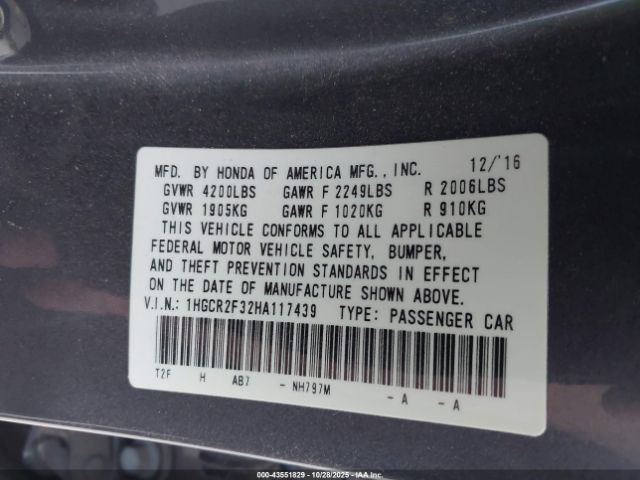 MFD. BY HONDA OF AMERICA MFG., INC. 12/'16
GVWR 4200LBS GAWR F 2249LBS R 2006LBS
GVWR 1905KG GAWR F 1020KG R 910KG
THIS VEHICLE CONFORMS TO ALL APPLICABLE
FEDERAL MOTOR VEHICLE SAFETY, BUMPER,
AND THEFT PREVENTION STANDARDS IN EFFECT
ON THE DATE OF MANUFACTURE SHOWN ABOVE.
V.I.N.: 1HGCR2F32HA117439 TYPE: PASSENGER CAR
T2F H AB7 - NH797M - A - A
000-43551829 - 10/28/2025 - IAAI.COM